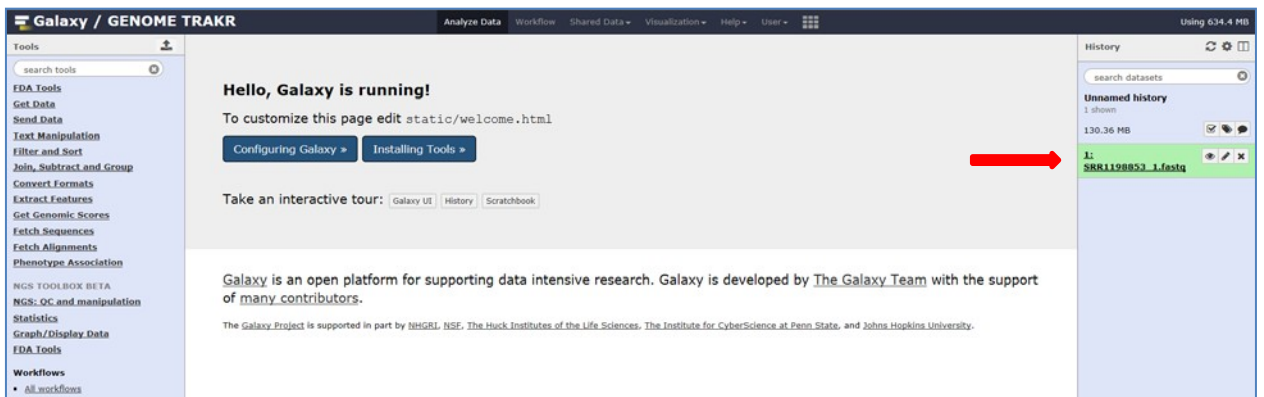 Galaxy / GENOME TRAKR
Analyze Data Workflow Shared Data Visualization Help User
Using 634.4 MB
Tools
search tools
FDA Tools
Get Data
Send Data
Text Manipulation
Filter and Sort
Join, Subtract and Group
Convert Formats
Extract Features
Get Genomic Scores
Fetch Sequences
Fetch Alignments
Phenotype Association
NGS TOOLBOX BETA
NGS: QC and manipulation
Statistics
Graph/Display Data
FDA Tools
Workflows
All workflows
Hello, Galaxy is running!
To customize this page edit static/welcome.html
Configuring Galaxy » Installing Tools »
Take an interactive tour: Galaxy UI History Scratchbook
Galaxy is an open platform for supporting data intensive research. Galaxy is developed by The Galaxy Team with the support
of many contributors.
The Galaxy Project is supported in part by NHGRI, NSF, The Huck Institutes of the Life Sciences, The Institute for CyberScience at Penn State, and Johns Hopkins University.
History
search datasets
Unnamed history
1 shown
130.36 MB
1:
SRR1198853_1.fastq